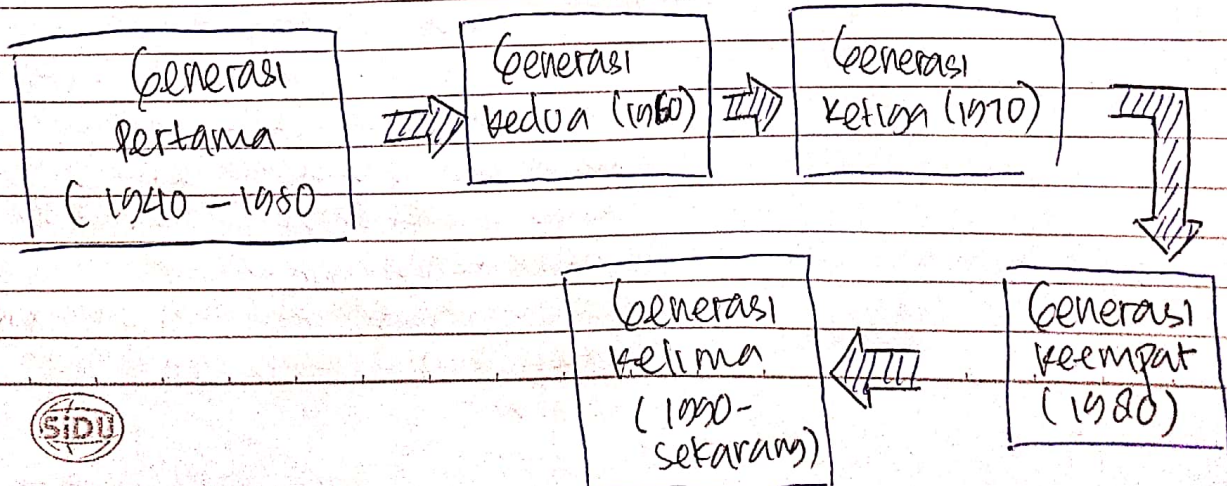 Generasi
Pertama
(1940 - 1950
Generasi
kedua (1960)
Generasi
ketiga (1970)
Generasi
keempat
(1980)
Generasi
kelima
(1990-
sekarang)
SiDU